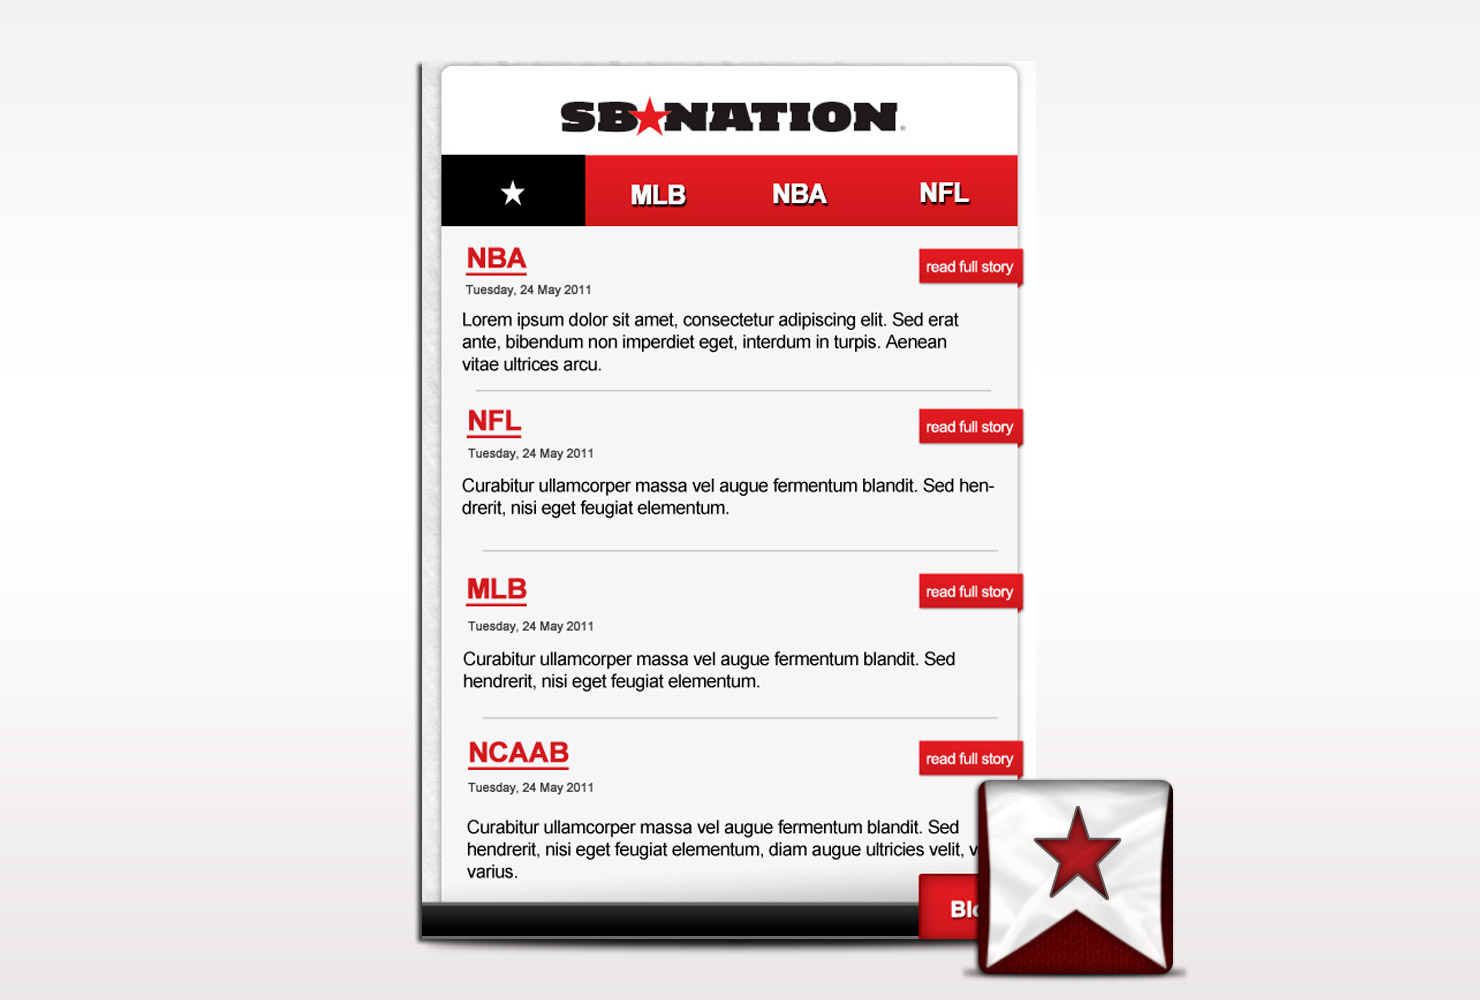 SB★NATION
★ MLB NBA NFL
NBA
read full story
Tuesday, 24 May 2011
Lorem ipsum dolor sit amet, consectetur adipiscing elit. Sed erat
ante, bibendum non imperdiet eget, interdum in turpis. Aenean
vitae ultrices arcu.
NFL
read full story
Tuesday, 24 May 2011
Curabitur ullamcorper massa vel augue fermentum blandit. Sed hen-
drerit, nisi eget feugiat elementum.
MLB
read full story
Tuesday, 24 May 2011
Curabitur ullamcorper massa vel augue fermentum blandit. Sed
hendrerit, nisi eget feugiat elementum.
NCAAB
read full story
Tuesday, 24 May 2011
Curabitur ullamcorper massa vel augue fermentum blandit. Sed
hendrerit, nisi eget feugiat elementum, diam augue ultricies velit,
varius.